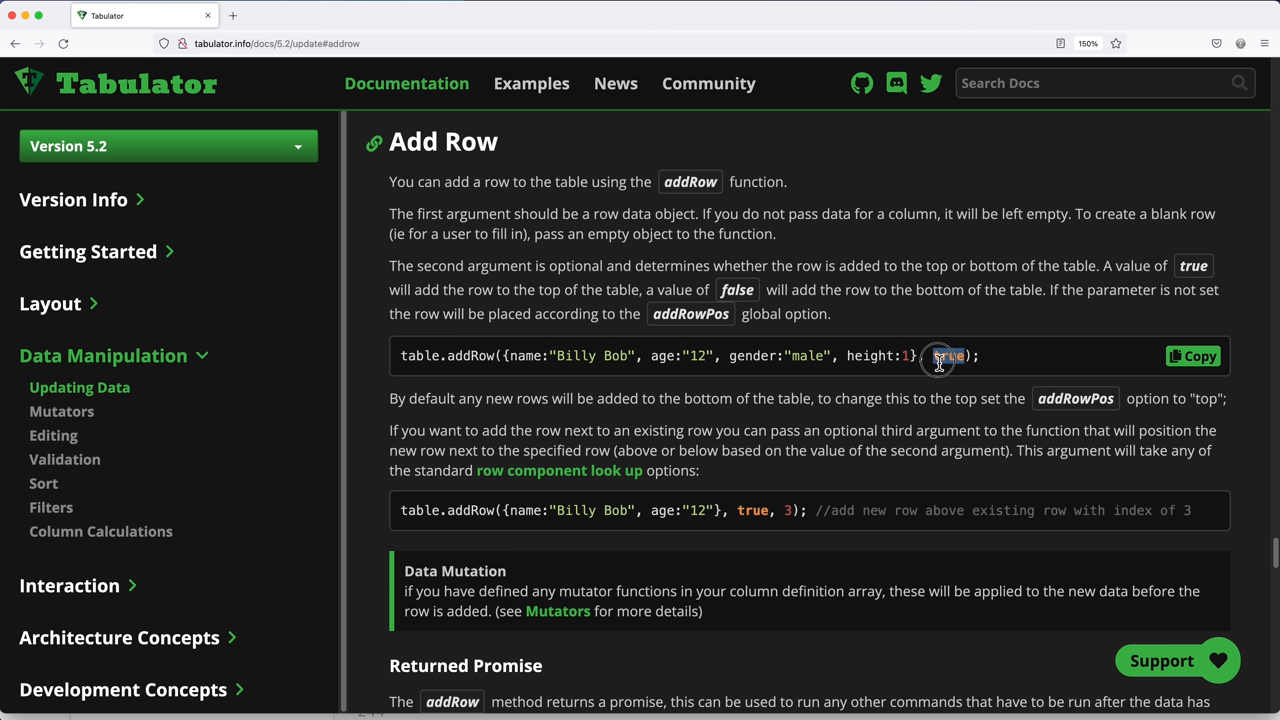 Tabulator
tabulator.info/docs/5.2/update#addrow
150%
Tabulator
Documentation
Examples
News
Community
Search Docs
Version 5.2
Version Info
Getting Started
Layout
Data Manipulation
Updating Data
Mutators
Editing
Validation
Sort
Filters
Column Calculations
Interaction
Architecture Concepts
Development Concepts
Add Row
You can add a row to the table using the addRow function.
The first argument should be a row data object. If you do not pass data for a column, it will be left empty. To create a blank row
(ie for a user to fill in), pass an empty object to the function.
The second argument is optional and determines whether the row is added to the top or bottom of the table. A value of true
will add the row to the top of the table, a value of false will add the row to the bottom of the table. If the parameter is not set
the row will be placed according to the addRowPos global option.
table.addRow({name:"Billy Bob", age:"12", gender:"male", height:1}, true);
Copy
By default any new rows will be added to the bottom of the table, to change this to the top set the addRowPos option to "top";
If you want to add the row next to an existing row you can pass an optional third argument to the function that will position the
new row next to the specified row (above or below based on the value of the second argument). This argument will take any of
the standard row component look up options:
table.addRow({name:"Billy Bob", age:"12"}, true, 3); //add new row above existing row with index of 3
Data Mutation
if you have defined any mutator functions in your column definition array, these will be applied to the new data before the
row is added. (see Mutators for more details)
Support
Returned Promise
The addRow method returns a promise, this can be used to run any other commands that have to be run after the data has